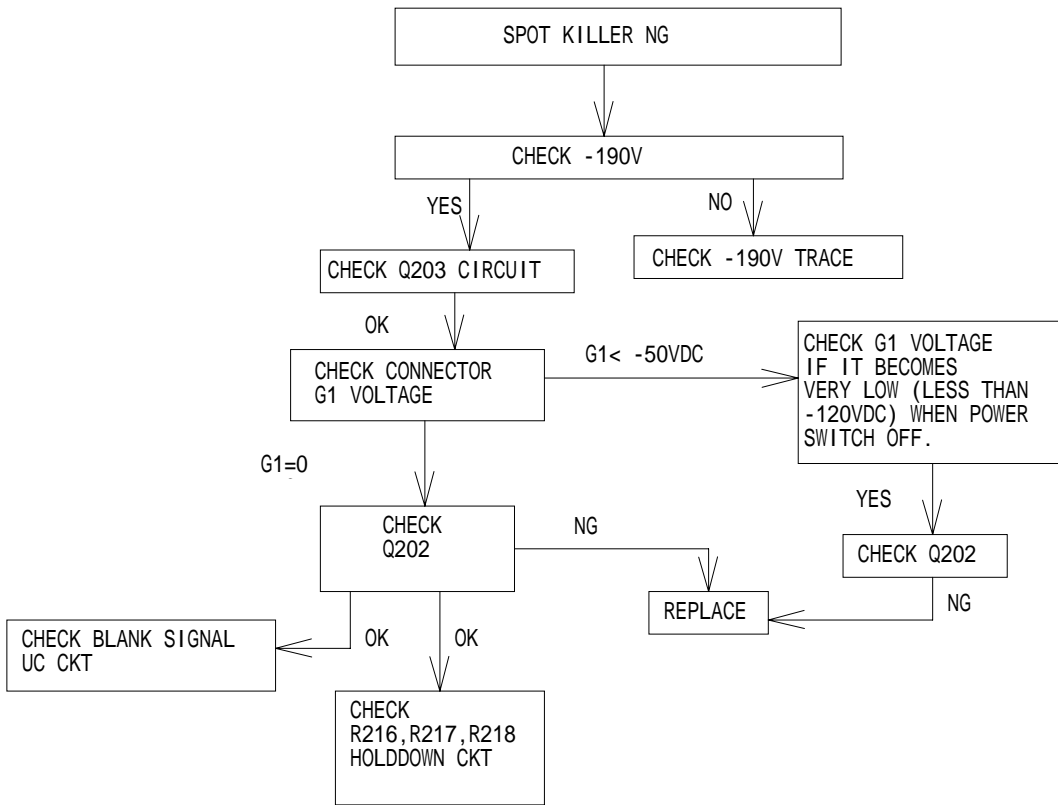 SPOT KILLER NG
CHECK -190V
YES
NO
CHECK Q203 CIRCUIT
CHECK -190V TRACE
OK
CHECK CONNECTOR
G1 VOLTAGE
G1< -50VDC
CHECK G1 VOLTAGE
IF IT BECOMES
VERY LOW (LESS THAN
-120VDC) WHEN POWER
SWITCH OFF.
G1=0
YES
CHECK
Q202
NG
CHECK Q202
REPLACE
NG
CHECK BLANK SIGNAL
UC CKT
OK
OK
CHECK
R216,R217,R218
HOLDDOWN CKT